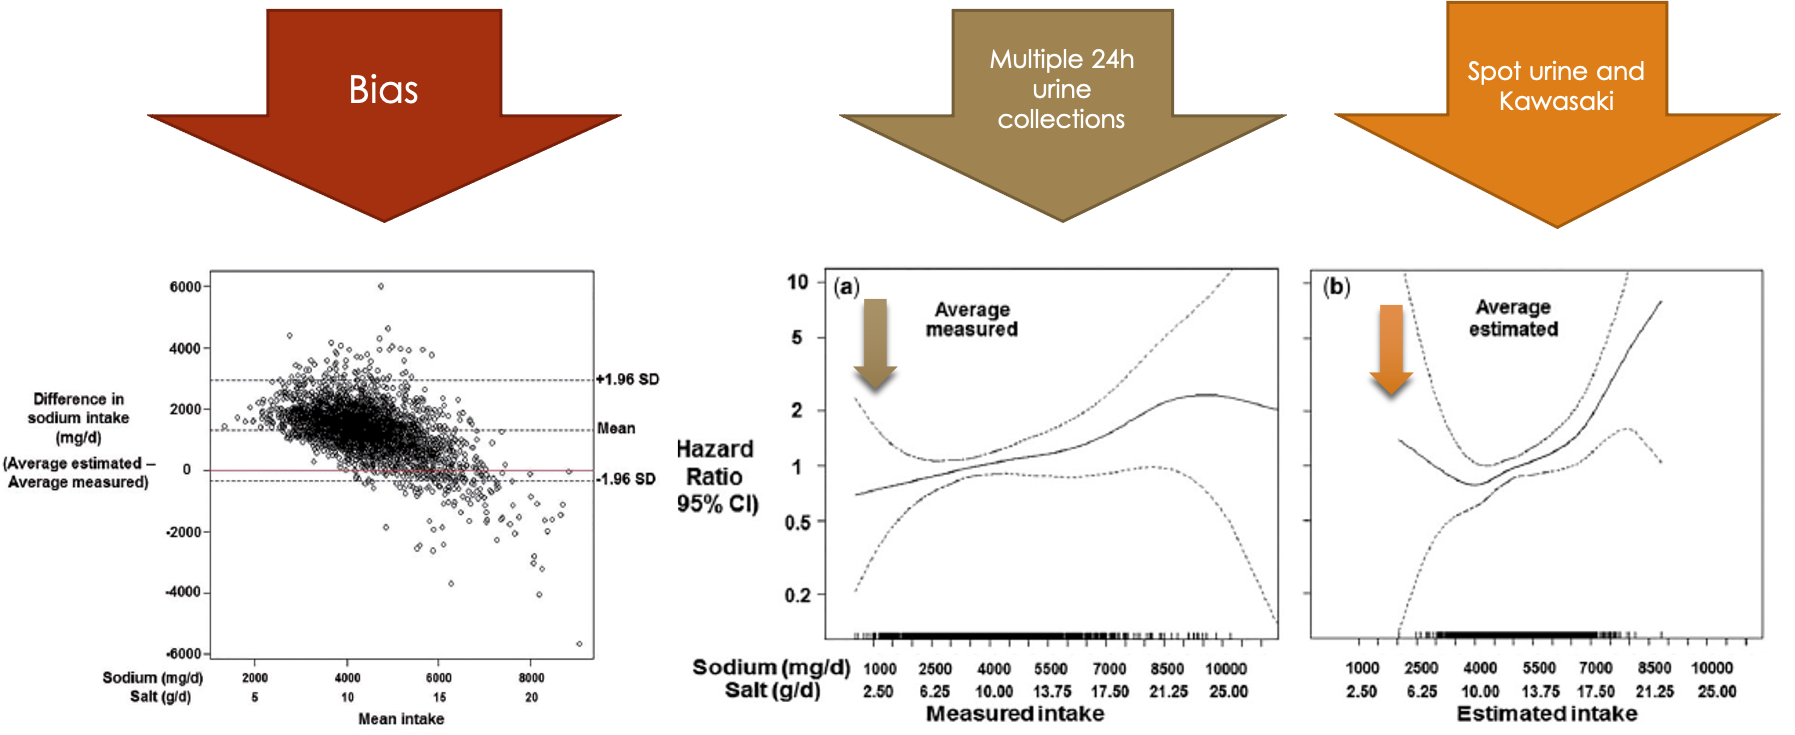 Bias
Multiple 24h
urine
collections
Spot urine and
Kawasaki
6000
4000
2000
0
-2000
-4000
-6000
Difference in
sodium intake
(mg/d)
(Average estimated –
Average measured)
+1.96 SD
Mean
-1.96 SD
Sodium (mg/d) 2000 4000 6000 8000
Salt (g/d) 5 10 15 20
Mean intake
(a)
Average
measured
10
5
2
1
0.5
0.2
Hazard
Ratio
95% CI)
Sodium (mg/d) 1000 2500 4000 5500 7000 8500 10000
Salt (g/d) 2.50 6.25 10.00 13.75 17.50 21.25 25.00
Measured intake
(b)
Average
estimated
1000 2500 4000 5500 7000 8500 10000
2.50 6.25 10.00 13.75 17.50 21.25 25.00
Estimated intake